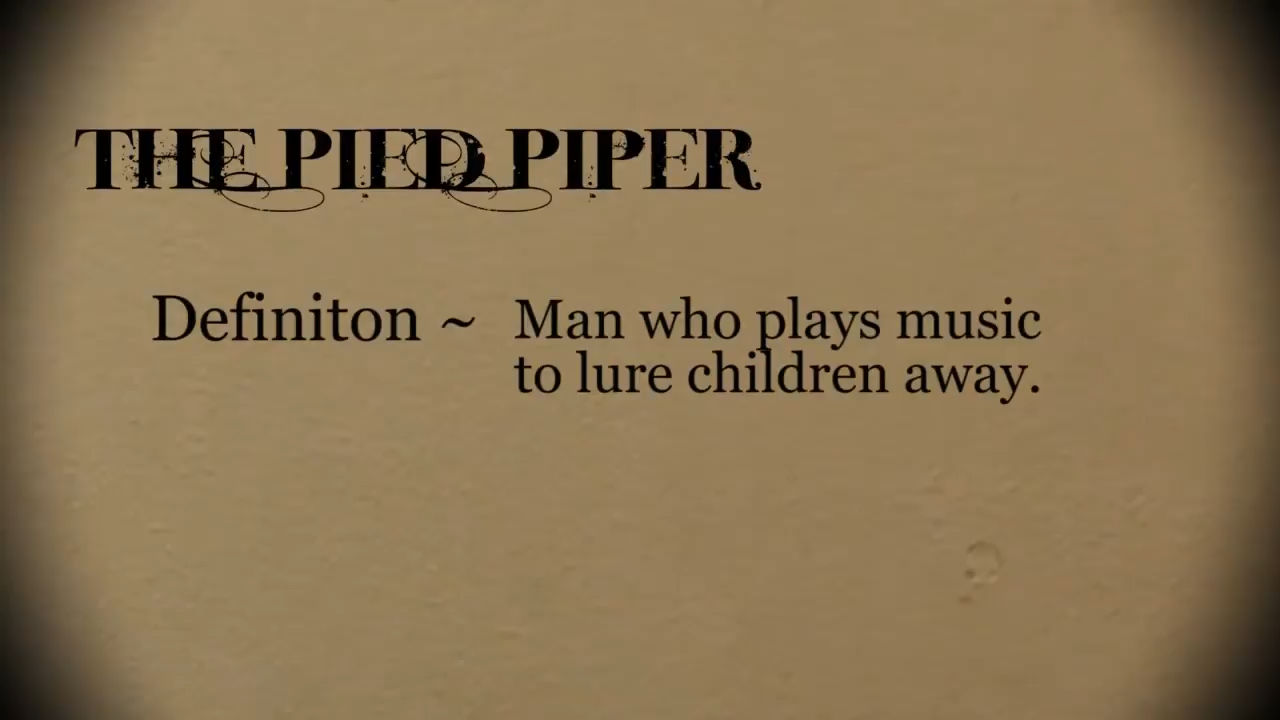 THE PIED PIPER
Definiton ~ Man who plays music
to lure children away.